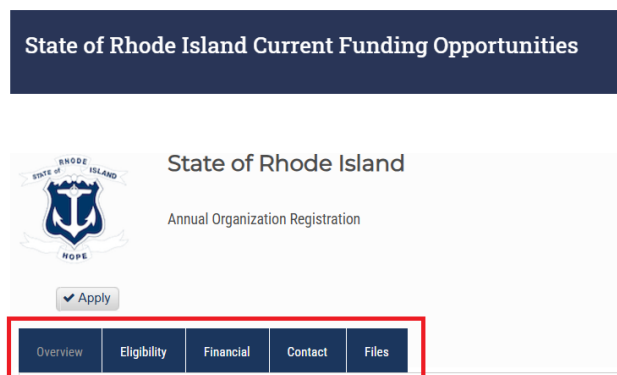 State of Rhode Island Current Funding Opportunities
RHODE
STATE of ISLAND
HOPE
State of Rhode Island
Annual Organization Registration
Apply
Overview Eligibility Financial Contact Files